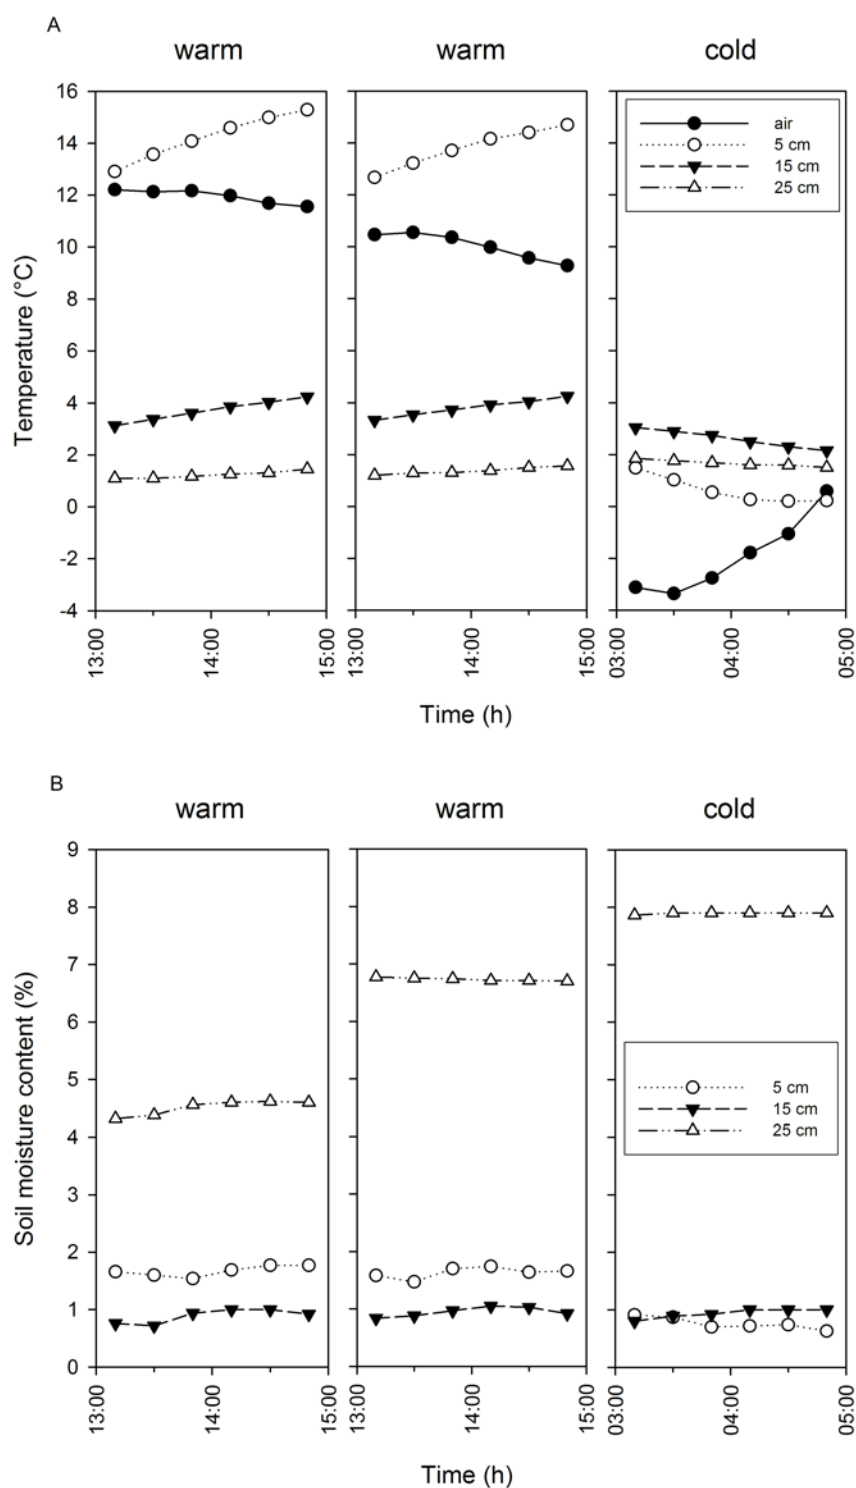 A
warm warm cold
16
14
12
10
8
6
4
2
0
-2
-4
Temperature (°C)
air
5 cm
15 cm
25 cm
13:00 14:00 15:00 13:00 14:00 15:00 03:00 04:00 05:00
Time (h)
B
warm warm cold
9
8
7
6
5
4
3
2
1
0
Soil moisture content (%)
5 cm
15 cm
25 cm
13:00 14:00 15:00 13:00 14:00 15:00 03:00 04:00 05:00
Time (h)